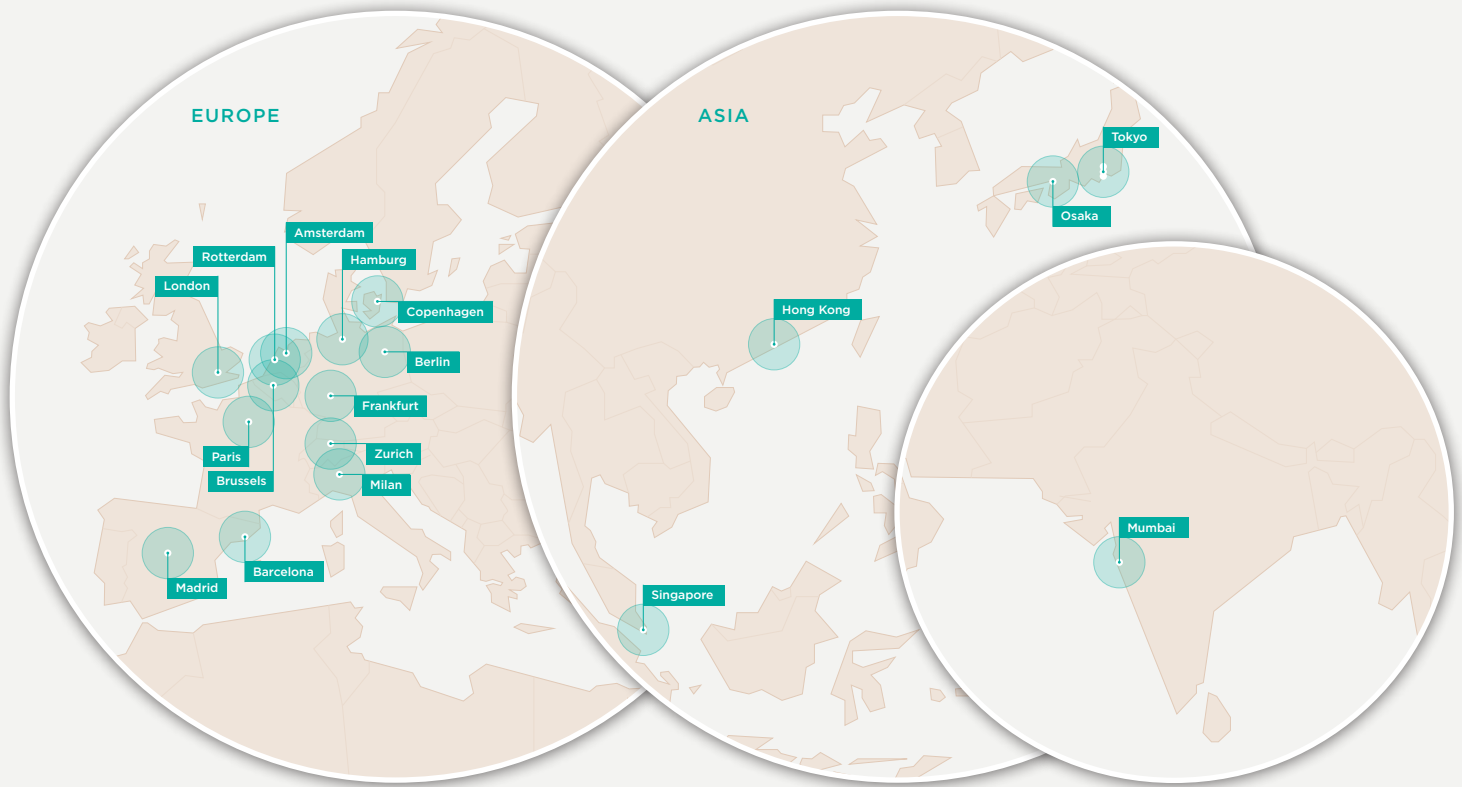 EUROPE
Amsterdam
Rotterdam
Hamburg
London
Copenhagen
Berlin
Frankfurt
Zurich
Paris
Brussels
Milan
Barcelona
Madrid
ASIA
Tokyo
Osaka
Hong Kong
Singapore
Mumbai